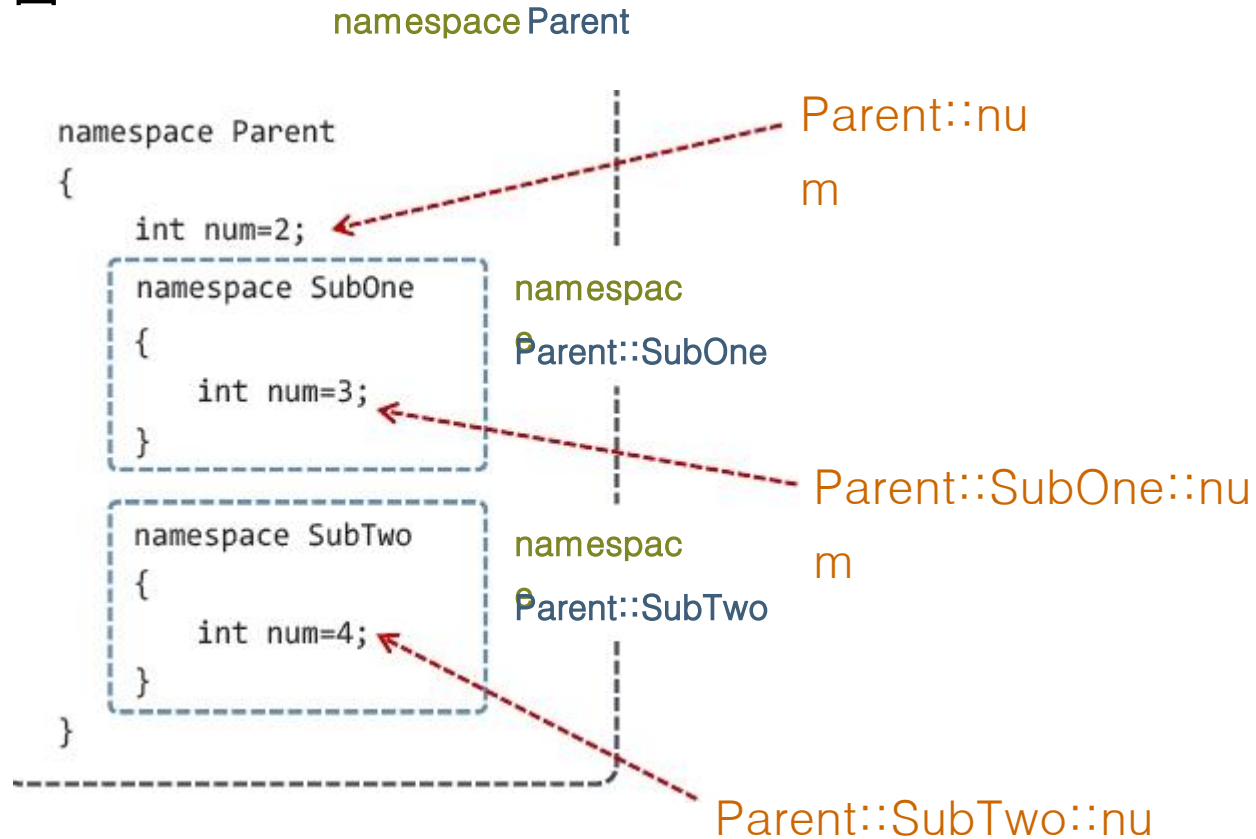 namespace Parent
namespace Parent
{
int num=2;
Parent::nu
m
namespace SubOne
{
int num=3;
}
namespac
e
Parent::SubOne
Parent::SubOne::nu
m
namespace SubTwo
{
int num=4;
}
namespac
e
Parent::SubTwo
}
Parent::SubTwo::nu